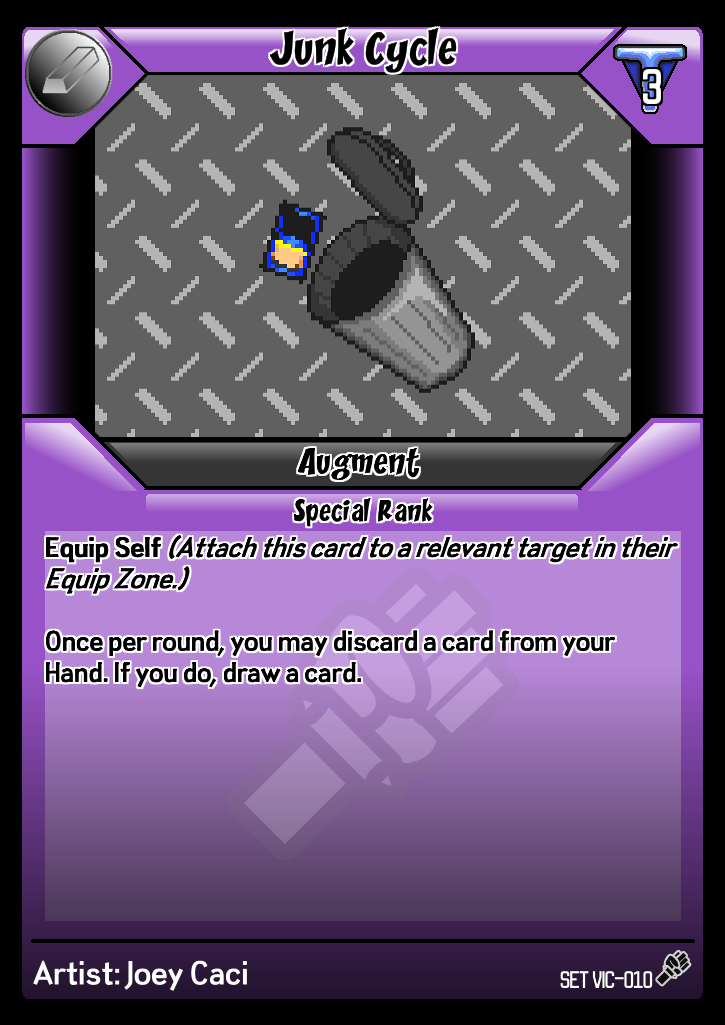 Junk Cycle
3
Augment
Special Rank
Equip Self (Attach this card to a relevant target in their
Equip Zone.)
Once per round, you may discard a card from your
Hand. If you do, draw a card.
Artist: Joey Caci
SET VIC-010